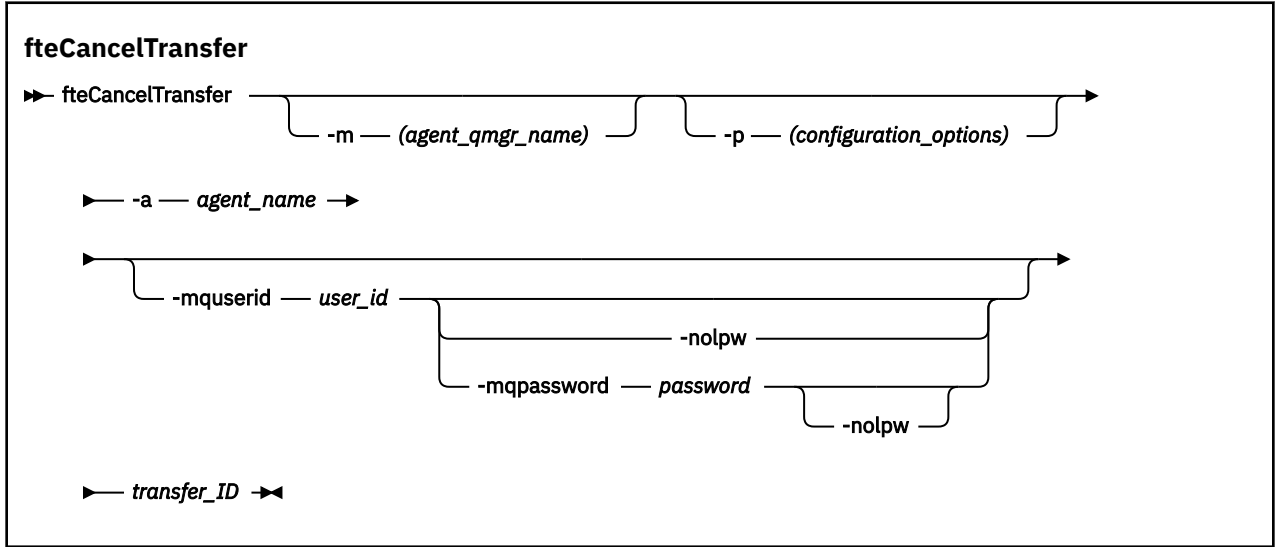 fteCancelTransfer
fteCancelTransfer
-m (agent_qmgr_name) -p (configuration_options)
-a agent_name
-mquserid user_id
-nolpw
-mqpassword password
-nolpw
transfer_ID